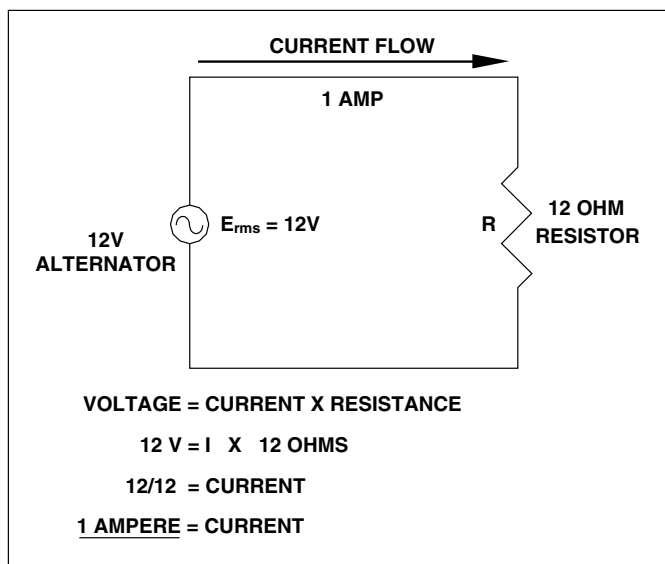 CURRENT FLOW
1 AMP
12V
ALTERNATOR
Erms = 12V
R
12 OHM
RESISTOR
VOLTAGE = CURRENT X RESISTANCE
12 V = I X 12 OHMS
12/12 = CURRENT
1 AMPERE = CURRENT